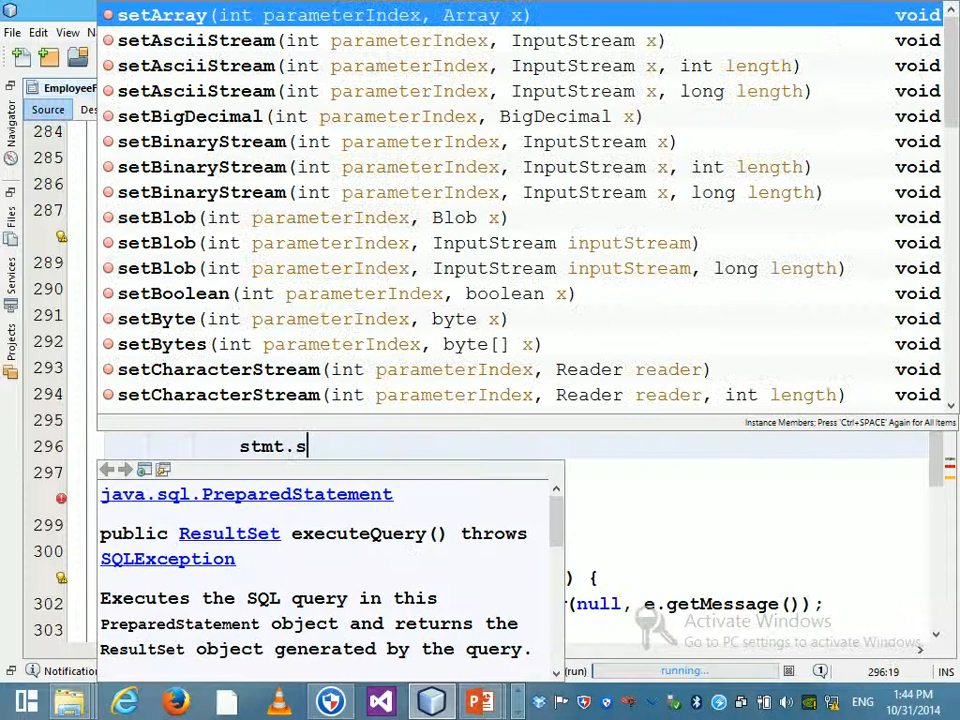 setArray(int parameterIndex, Array x) void
File Edit View N
setAsciiStream(int parameterIndex, InputStream x) void
setAsciiStream(int parameterIndex, InputStream x, int length) void
EmployeeF setAsciiStream(int parameterIndex, InputStream x, long length) void
Source Des setBigDecimal(int parameterIndex, BigDecimal x) void
Navigator
284 setBinaryStream(int parameterIndex, InputStream x) void
285 setBinaryStream(int parameterIndex, InputStream x, int length) void
286 setBinaryStream(int parameterIndex, InputStream x, long length) void
Files
287 setBlob(int parameterIndex, Blob x) void
setBlob(int parameterIndex, InputStream inputStream) void
Services
289 setBlob(int parameterIndex, InputStream inputStream, long length) void
290 setBoolean(int parameterIndex, boolean x) void
291 setByte(int parameterIndex, byte x) void
Projects
292 setBytes(int parameterIndex, byte[] x) void
293 setCharacterStream(int parameterIndex, Reader reader) void
294 setCharacterStream(int parameterIndex, Reader reader, int length) void
295 Instance Members; Press 'Ctrl+SPACE' Again for All Items
296 stmt.s
297
java.sql.PreparedStatement
299 public ResultSet executeQuery() throws
300 SQLException
) {
302 Executes the SQL query in this (null, e.getMessage());
303 PreparedStatement object and returns the
ResultSet object generated by the query.
Activate Windows
Go to PC settings to activate Windows.
Notification (run) running... 1 296:19 INS
ENG 1:44 PM
10/31/2014